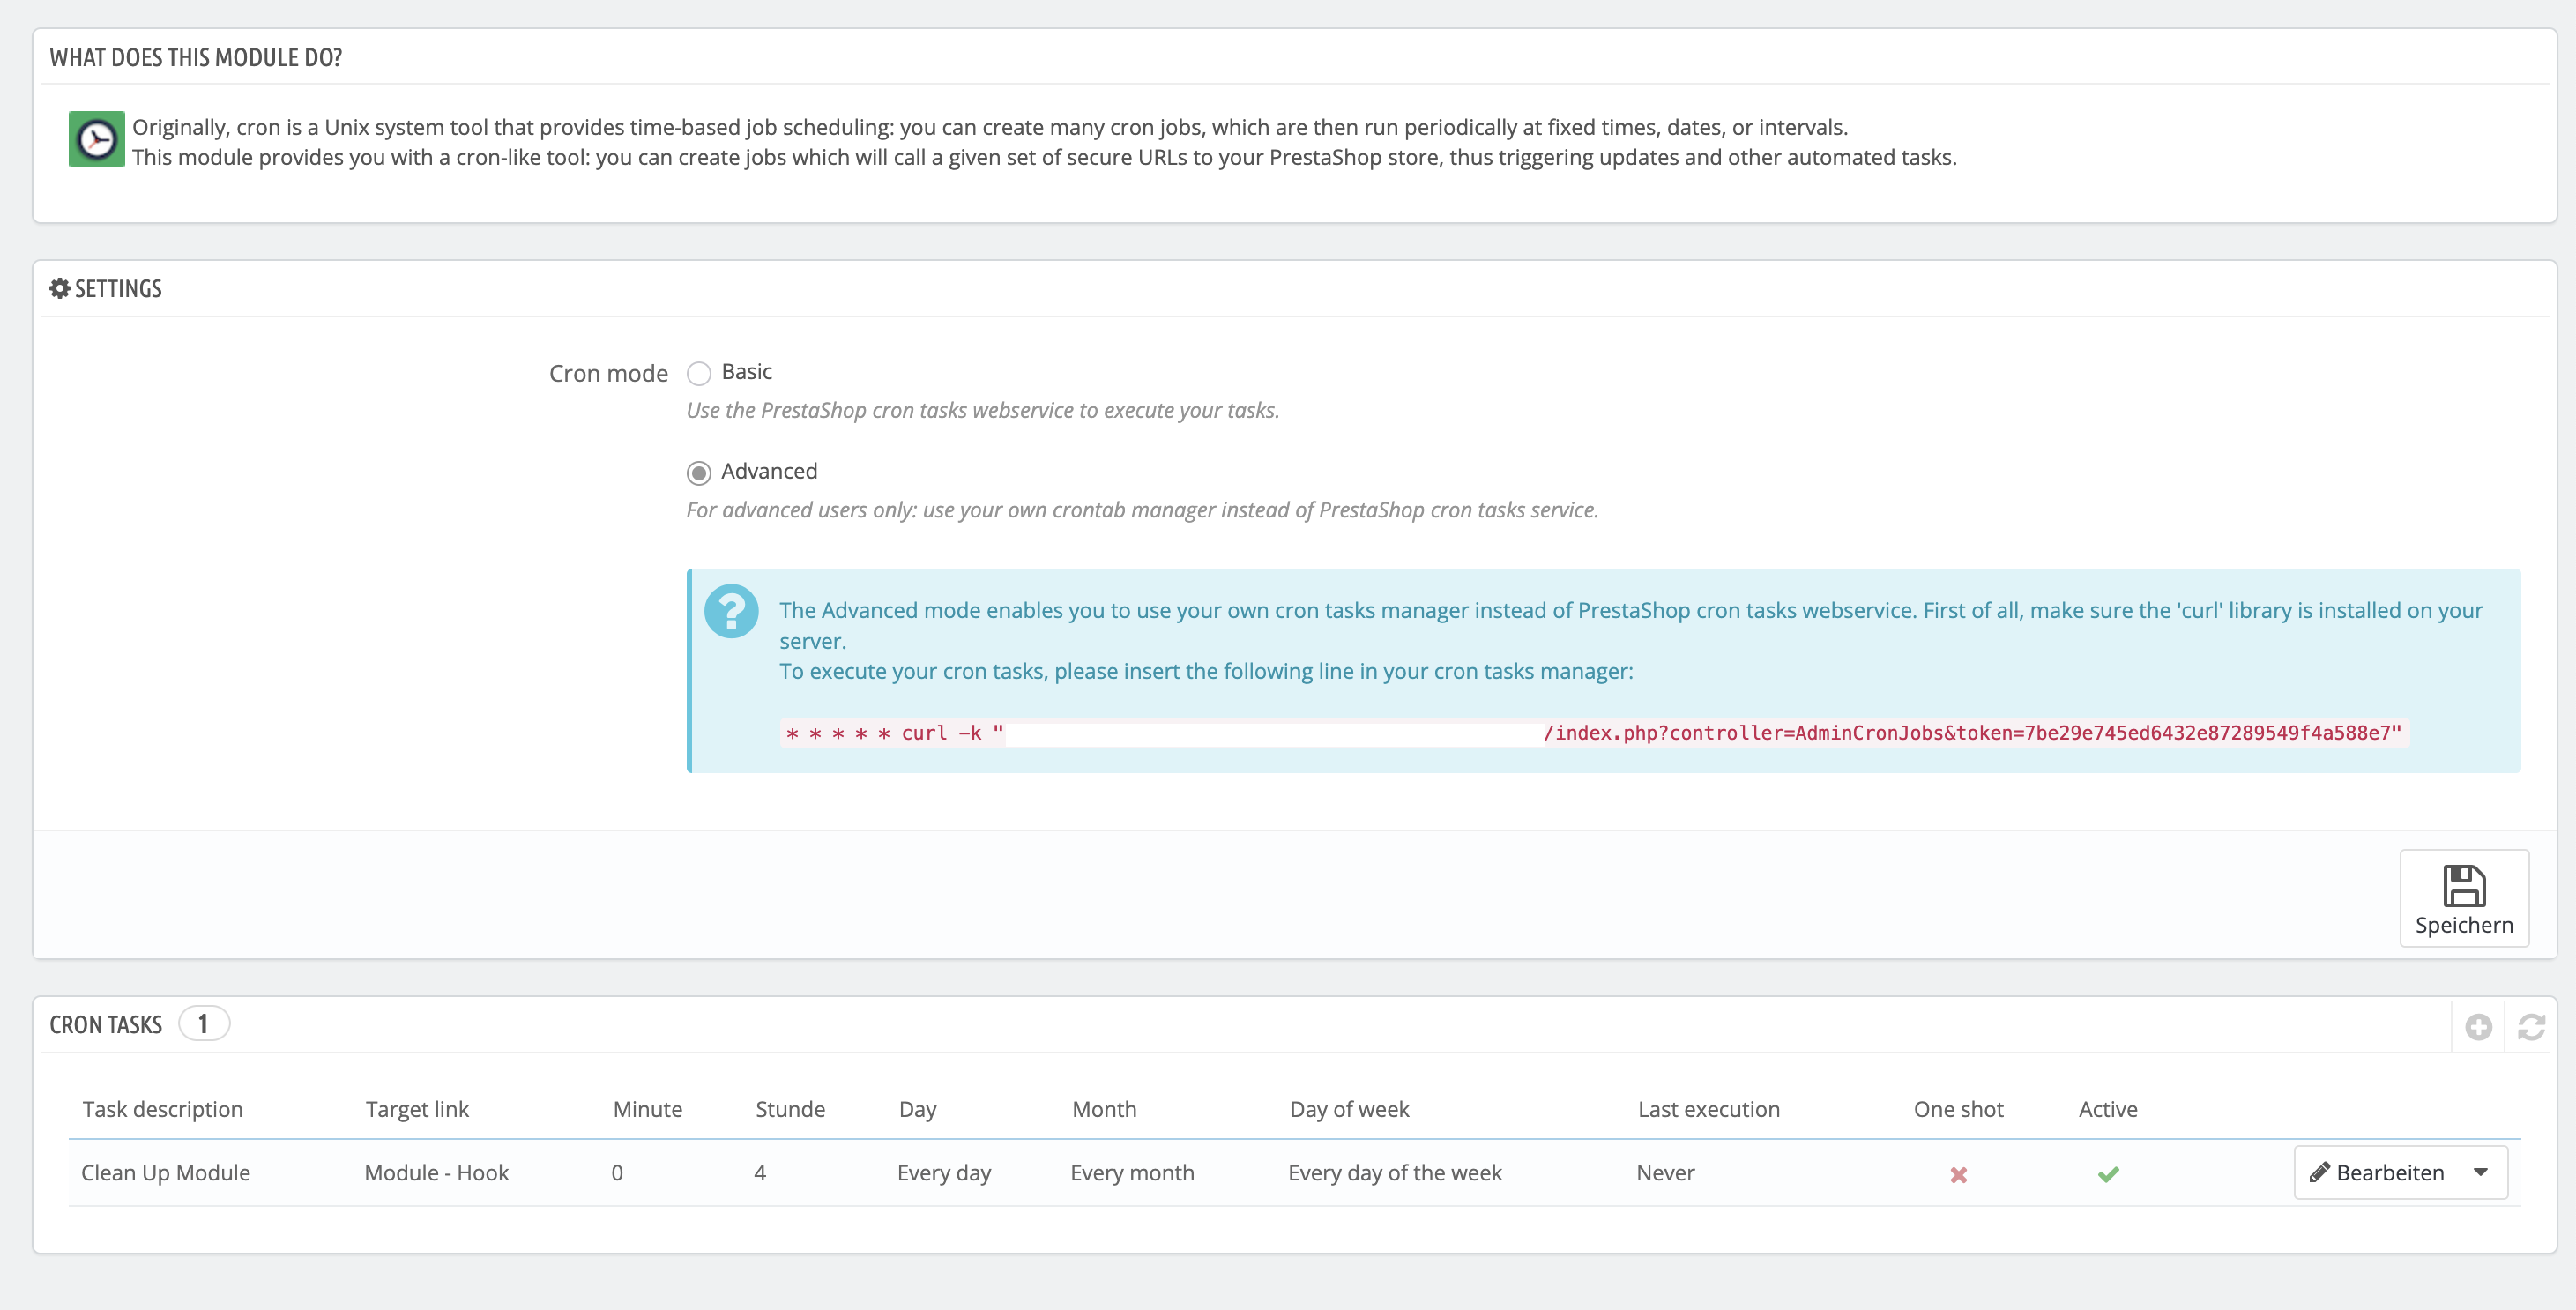 WHAT DOES THIS MODULE DO?
Originally, cron is a Unix system tool that provides time-based job scheduling: you can create many cron jobs, which are then run periodically at fixed times, dates, or intervals.
This module provides you with a cron-like tool: you can create jobs which will call a given set of secure URLs to your PrestaShop store, thus triggering updates and other automated tasks.
SETTINGS
Cron mode Basic
Use the PrestaShop cron tasks webservice to execute your tasks.
Advanced
For advanced users only: use your own crontab manager instead of PrestaShop cron tasks service.
The Advanced mode enables you to use your own cron tasks manager instead of PrestaShop cron tasks webservice. First of all, make sure the 'curl' library is installed on your
server.
To execute your cron tasks, please insert the following line in your cron tasks manager:
* * * * * curl -k " /index.php?controller=AdminCronJobs&token=7be29e745ed6432e87289549f4a588e7"
Speichern
CRON TASKS 1
Task description Target link Minute Stunde Day Month Day of week Last execution One shot Active
Clean Up Module Module - Hook 0 4 Every day Every month Every day of the week Never Bearbeiten